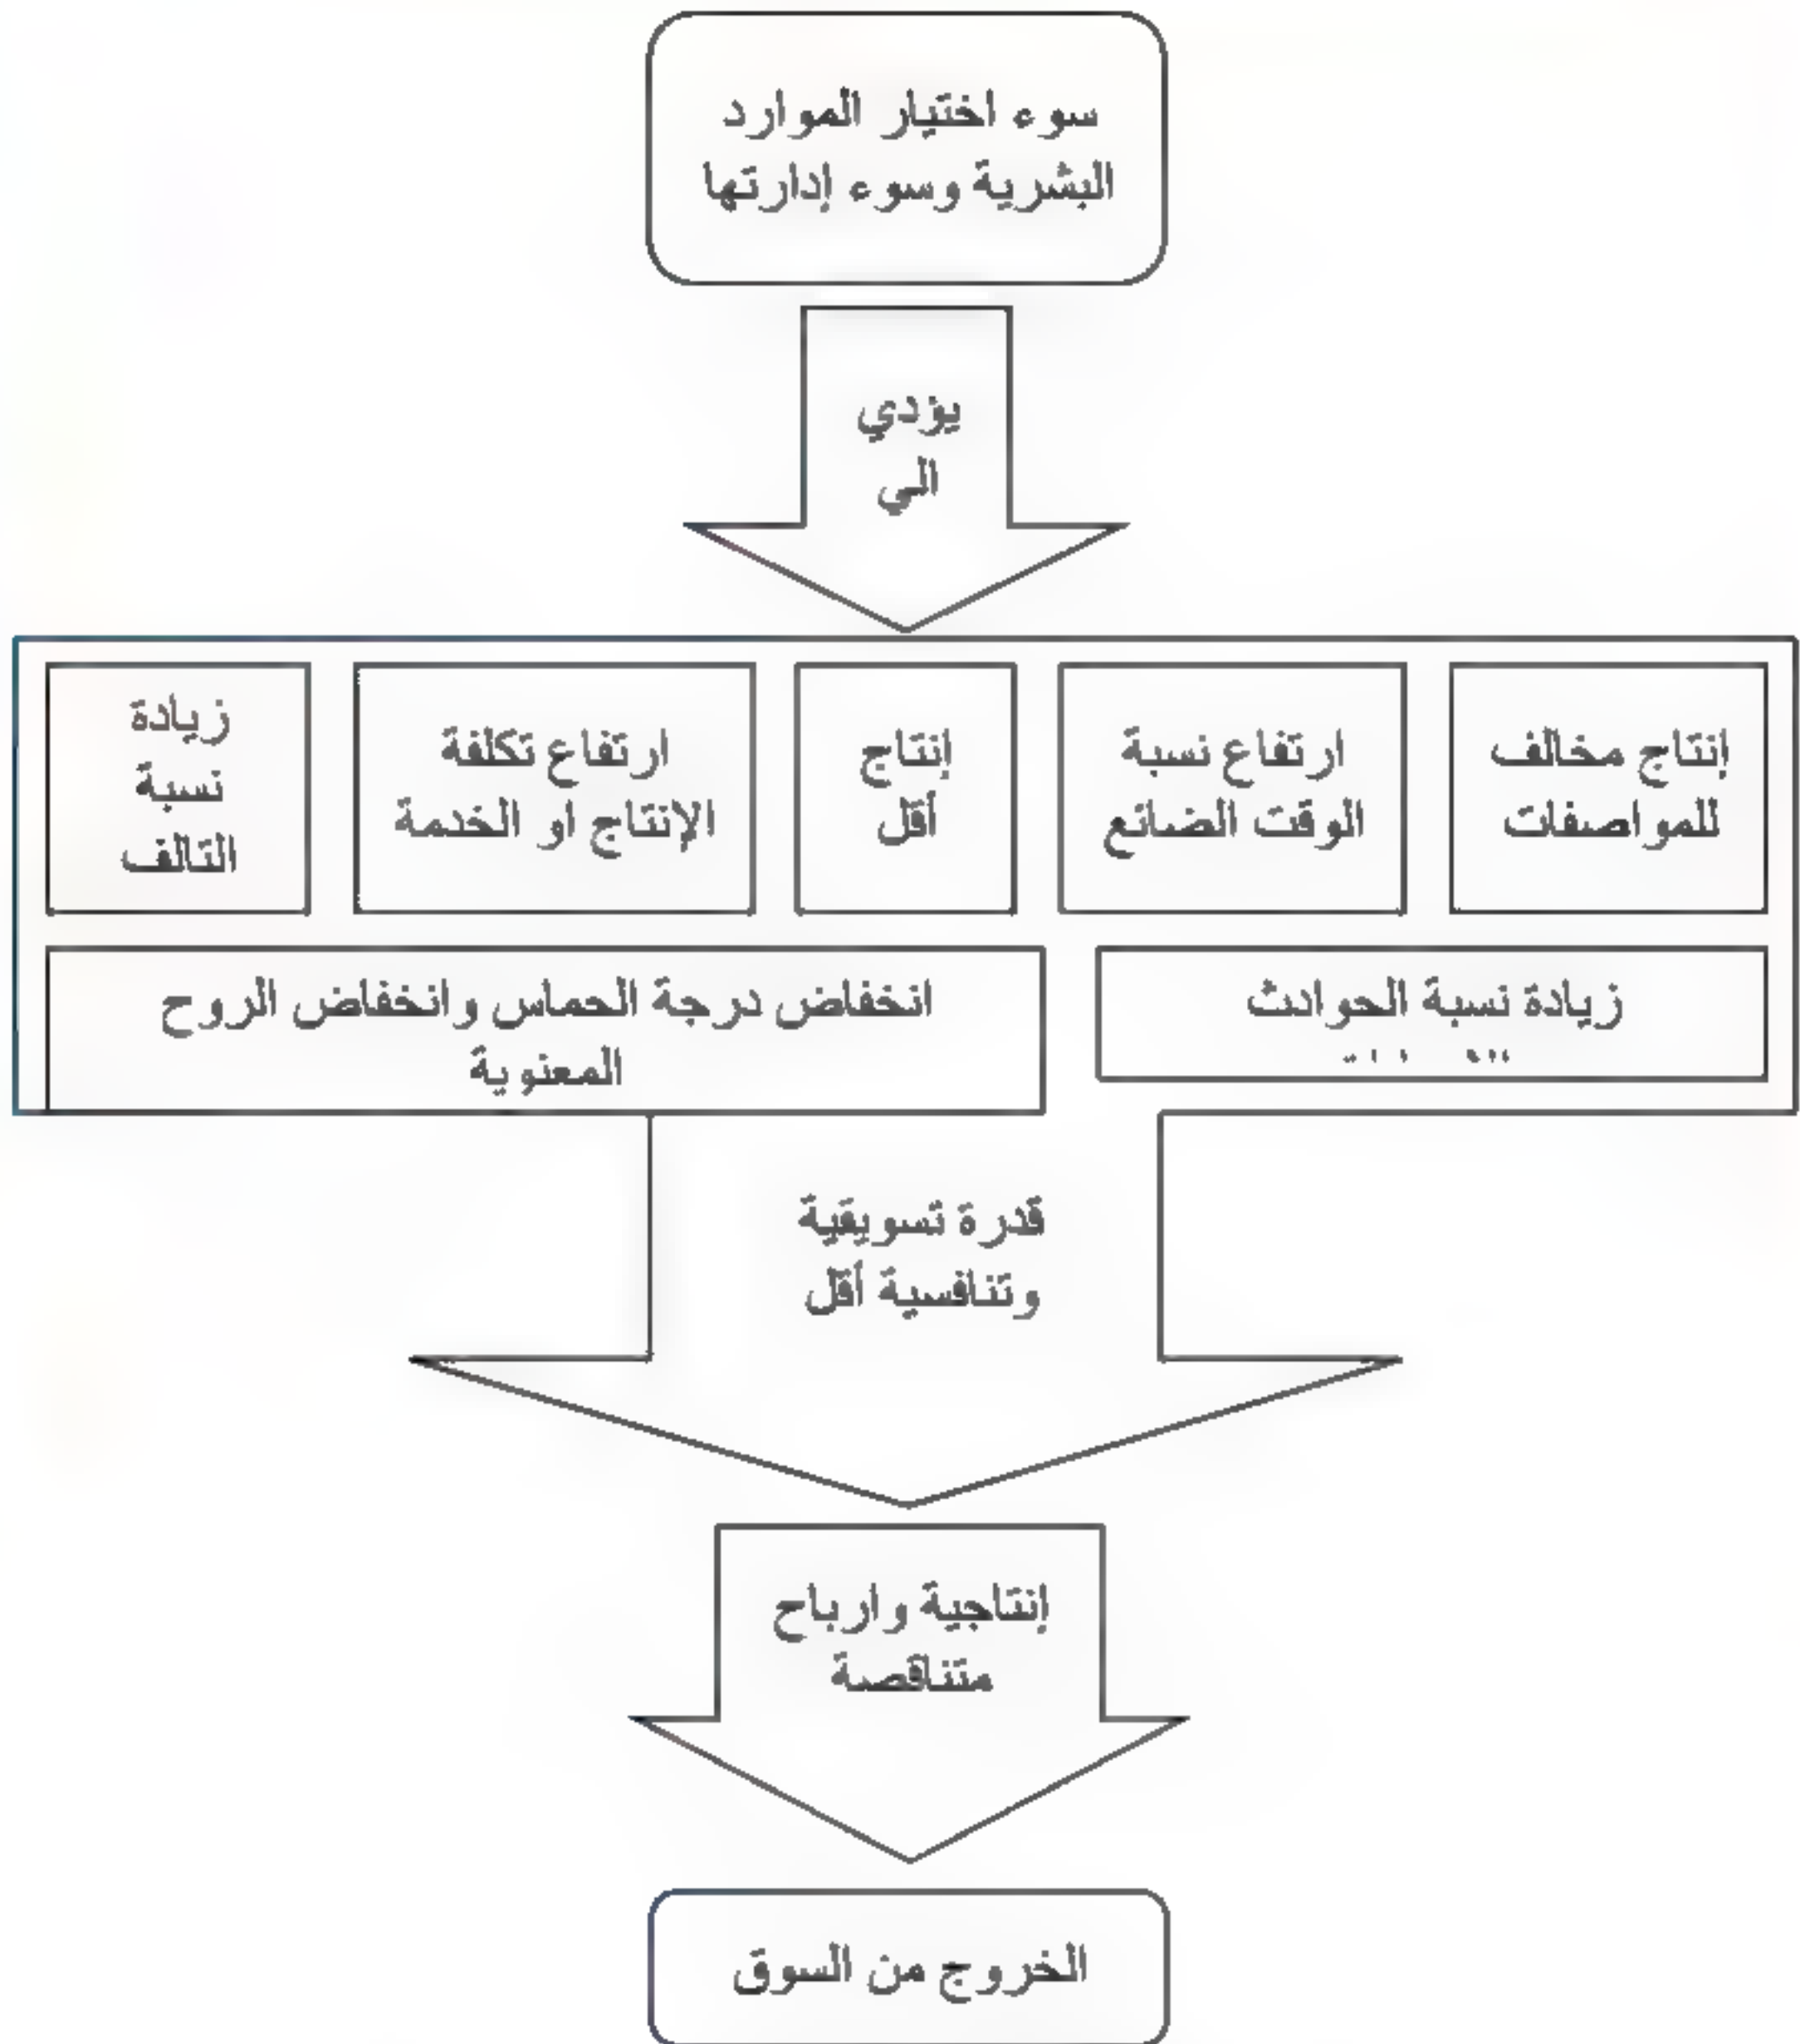 سوء اختيار الموارد
البشرية وسوء إدارتها
يؤدي
الي
إنتاج مخالف
للمواصفات
ارتفاع نسبة
الوقت الضائع
إنتاج
أقل
ارتفاع تكلفة
الإنتاج او الخدمة
زيادة
نسبة
التالف
زيادة نسبة الحوادث
انخفاض درجة الحماس وانخفاض الروح
المعنوية
قدرة تسويقية
وتنافسية أقل
إنتاجية وارباح
متناقصة
الخروج من السوق